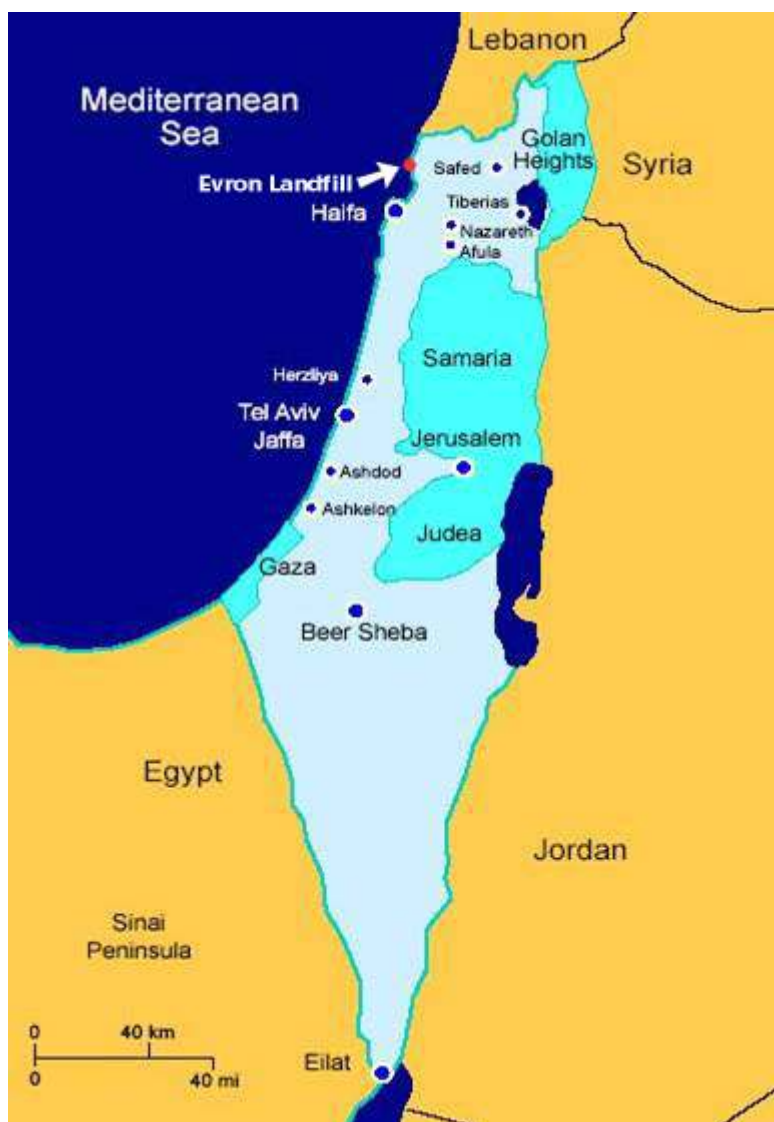 Lebanon
Mediterranean
Sea
Golan
Heights
Syria
Safed
Evron Landfill
Tiberias
Haifa
Nazareth
Afula
Samaria
Herzliya
Tel Aviv
Jaffa
Jerusalem
Ashdod
Ashkelon
Judea
Gaza
Beer Sheba
Egypt
Jordan
Sinai
Peninsula
0 40 km
0 40 mi
Eilat